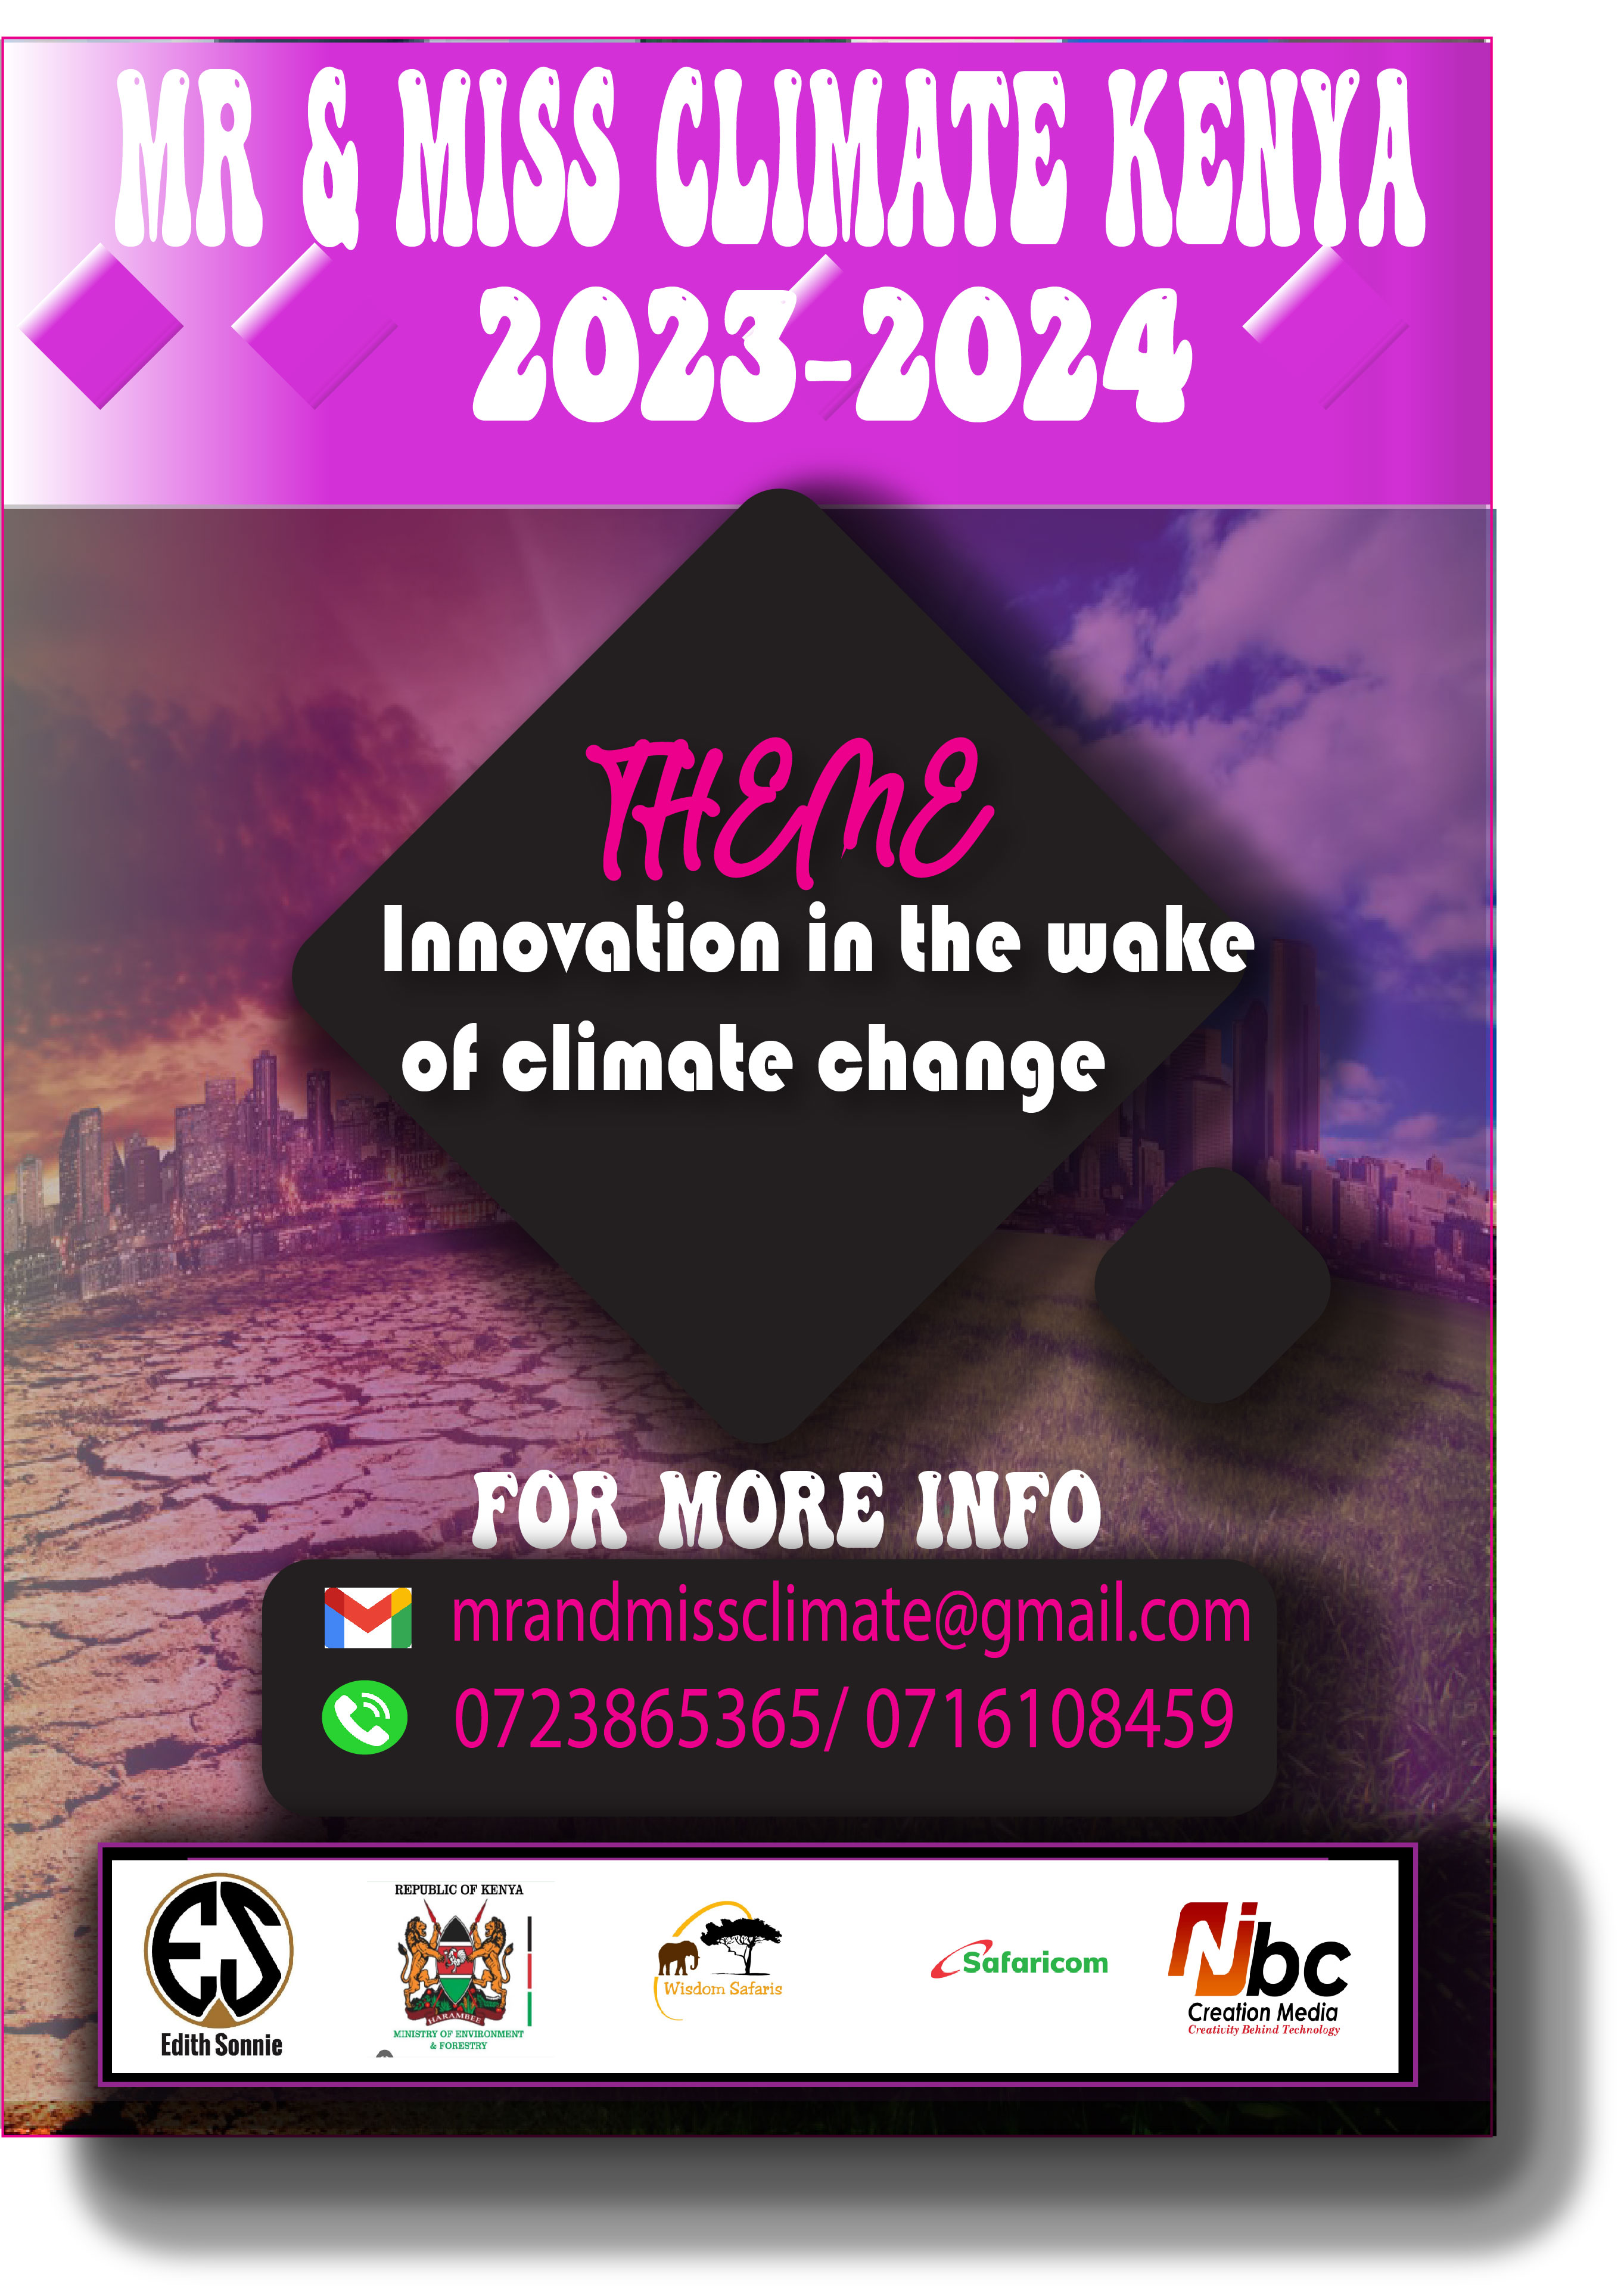 MR & MISS CLIMATE KENYA
2023-2024
THEME
Innovation in the wake
of climate change
FOR MORE INFO
mrandmissclimate@gmail.com
0723865365/ 0716108459
ES
Edith Sonnie
REPUBLIC OF KENYA
HARAMBEE
MINISTRY OF ENVIRONMENT
& FORESTRY
Wisdom Safaris
Safaricom
Njbc
Creation Media
Creativity Behind Technology